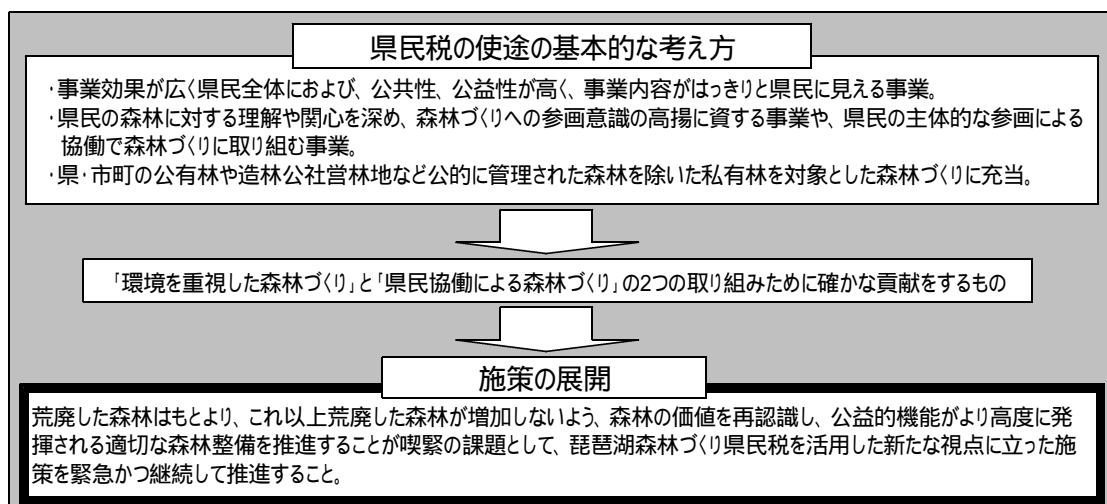 県民税の使途の基本的な考え方
・事業効果が広く県民全体におよび、公共性、公益性が高く、事業内容がはっきりと県民に見える事業。
・県民の森林に対する理解や関心を深め、森林づくりへの参画意識の高揚に資する事業や、県民の主体的な参画による
協働で森林づくりに取り組む事業。
・県・市町の公有林や造林公社営林地など公的に管理された森林を除いた私有林を対象とした森林づくりに充当。
「環境を重視した森林づくり」と「県民協働による森林づくり」の2つの取り組みために確かな貢献をするもの
施策の展開
荒廃した森林はもとより、これ以上荒廃した森林が増加しないよう、森林の価値を再認識し、公益的機能がより高度に発
揮される適切な森林整備を推進することが喫緊の課題として、琵琶湖森林づくり県民税を活用した新たな視点に立った施
策を緊急かつ継続して推進すること。